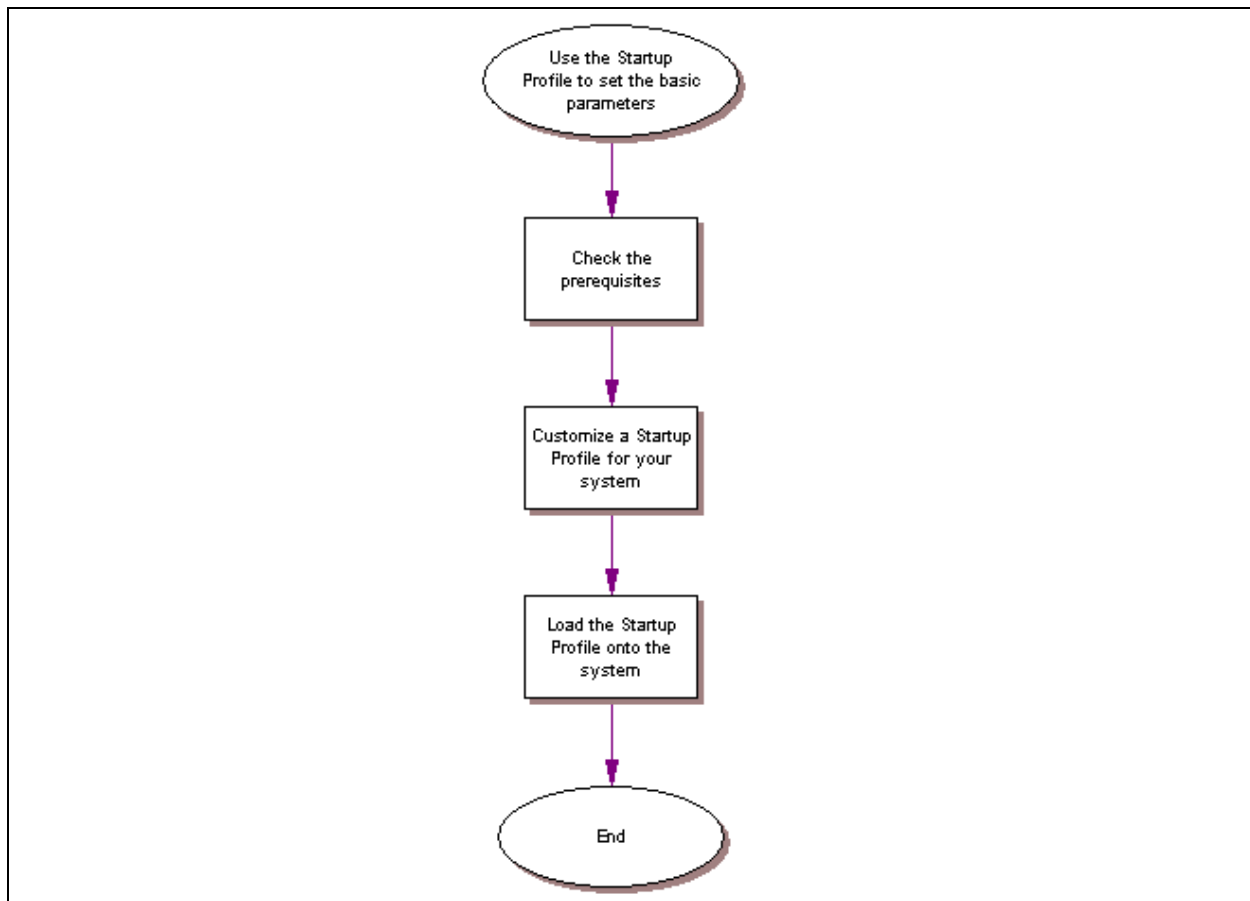 Use the Startup
Profile to set the basic
parameters
Check the
prerequisites
Customize a Startup
Profile for your
system
Load the Startup
Profile onto the
system
End